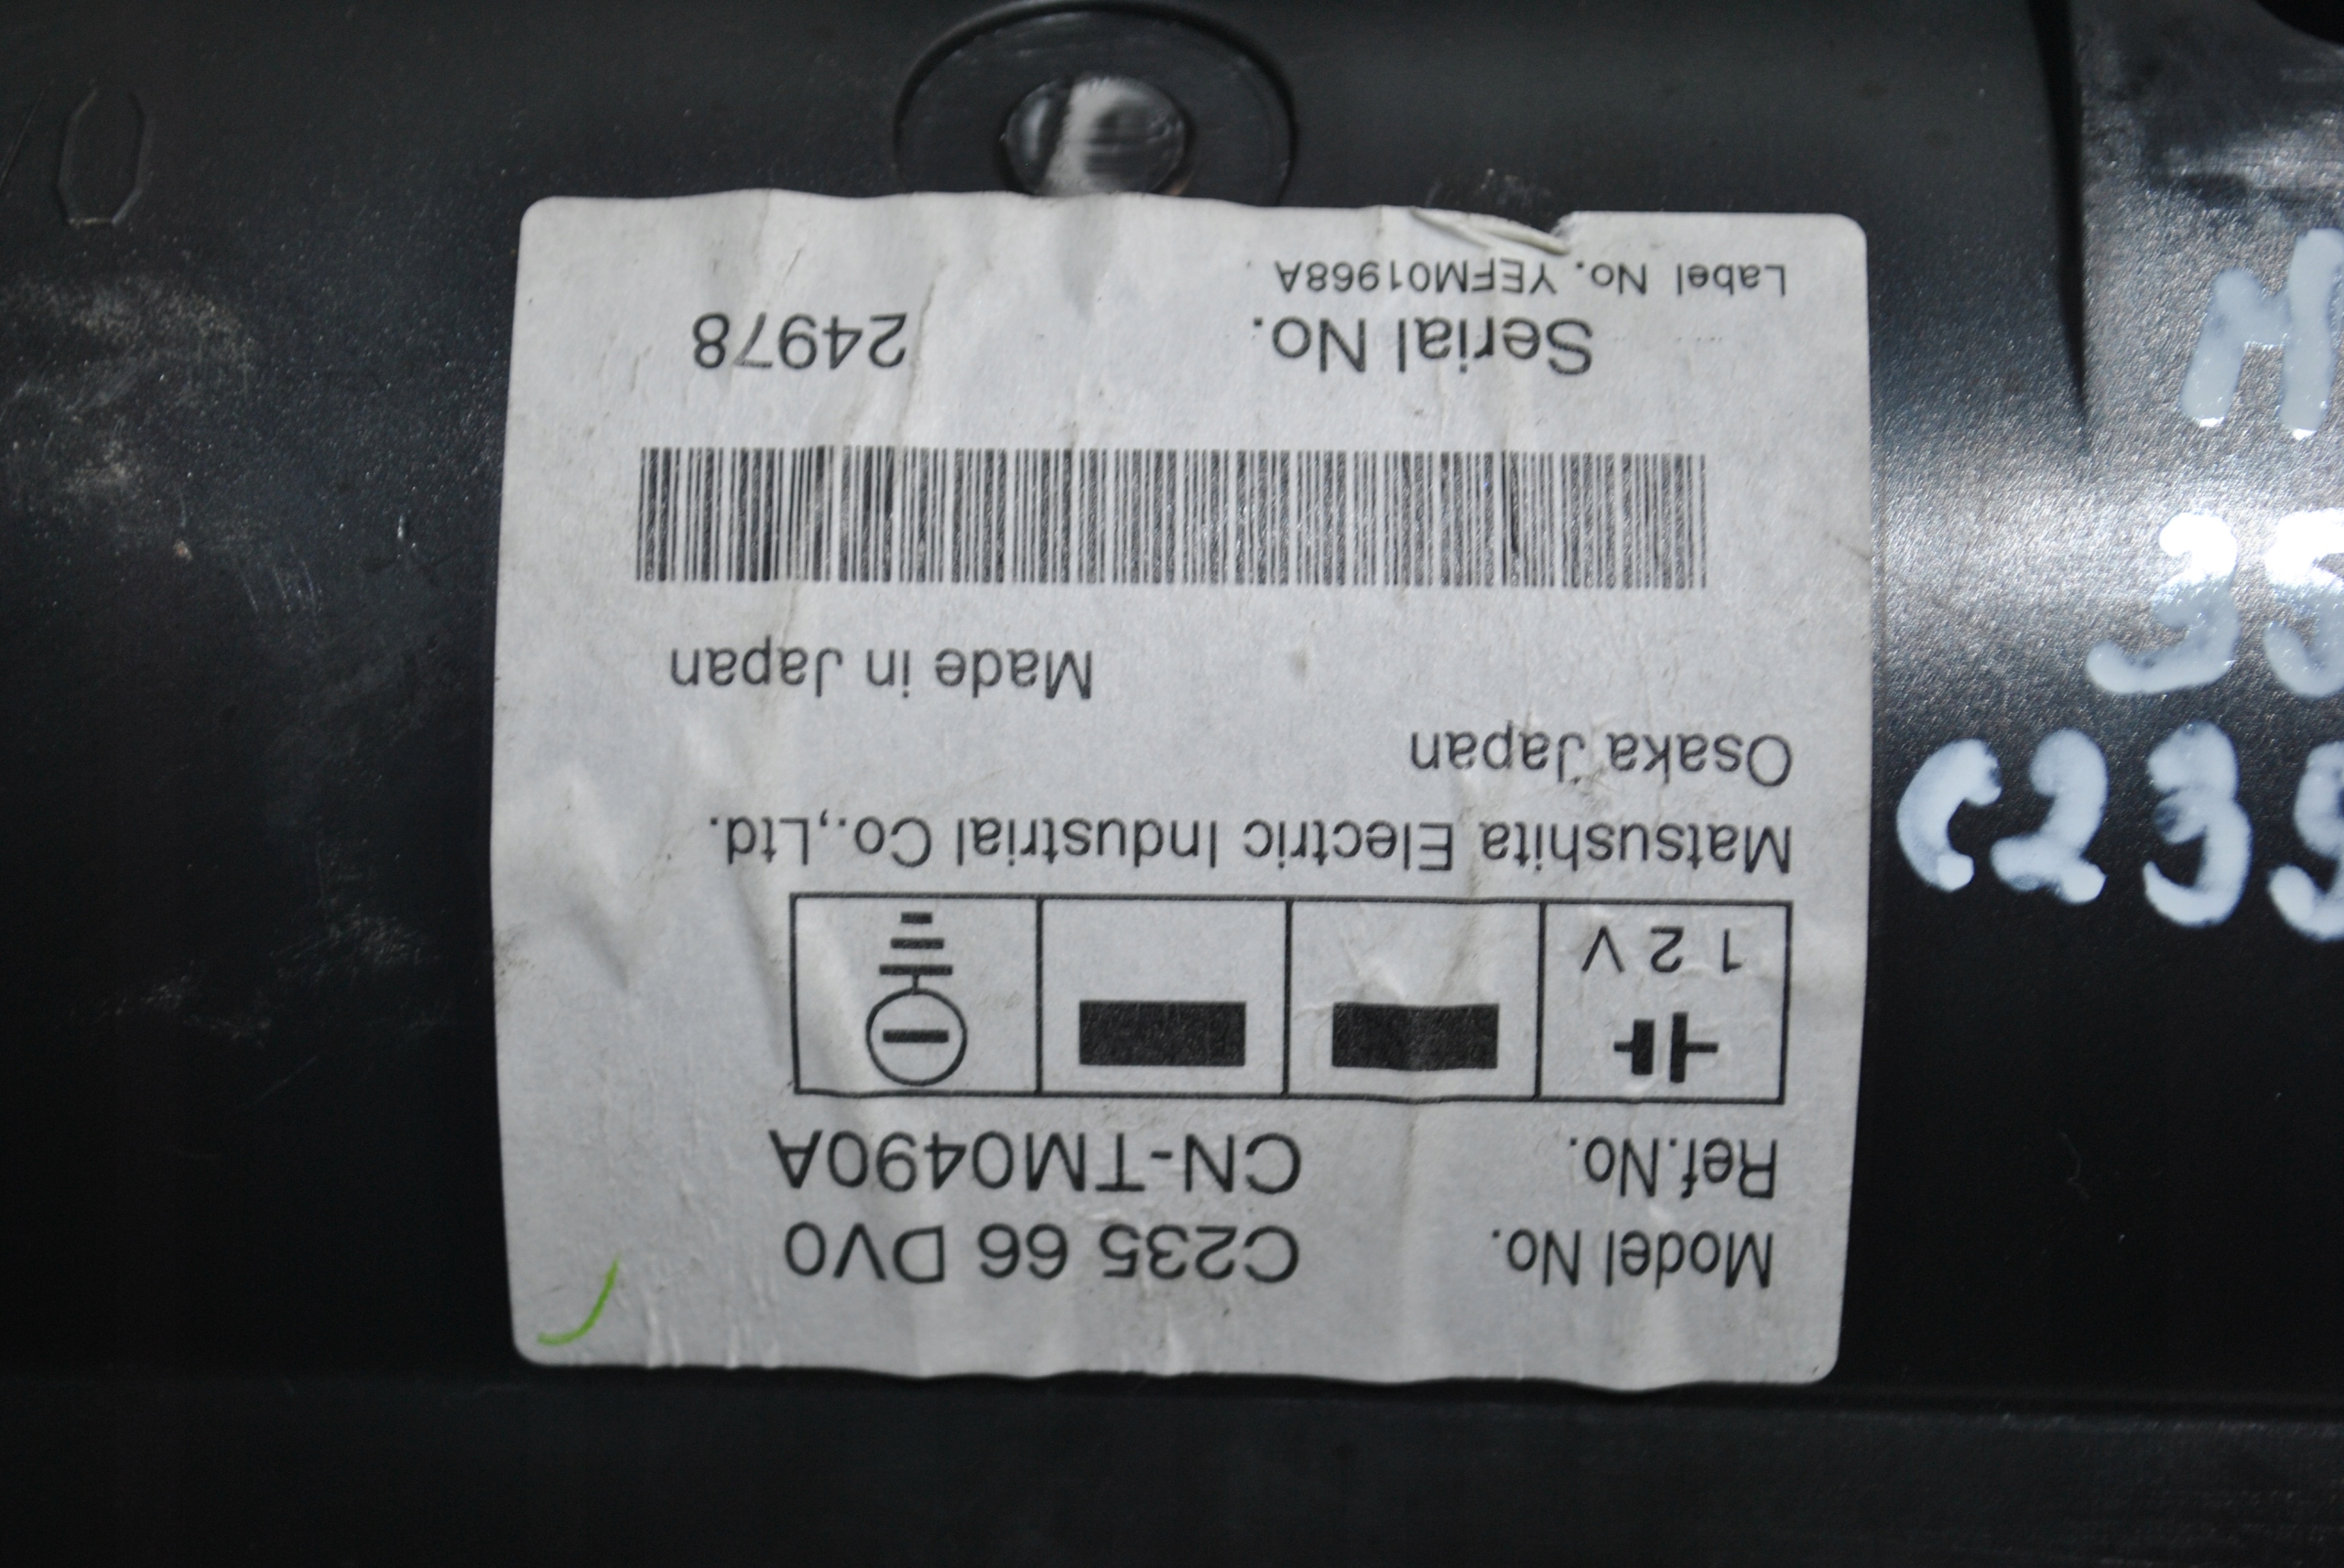 Model No. C235 66 DV0
Ref.No. CN-TM0490A
12V
Matsushita Electric Industrial Co.,Ltd.
Osaka Japan
Made in Japan
Serial No. 24978
Label No. YEFM01968A